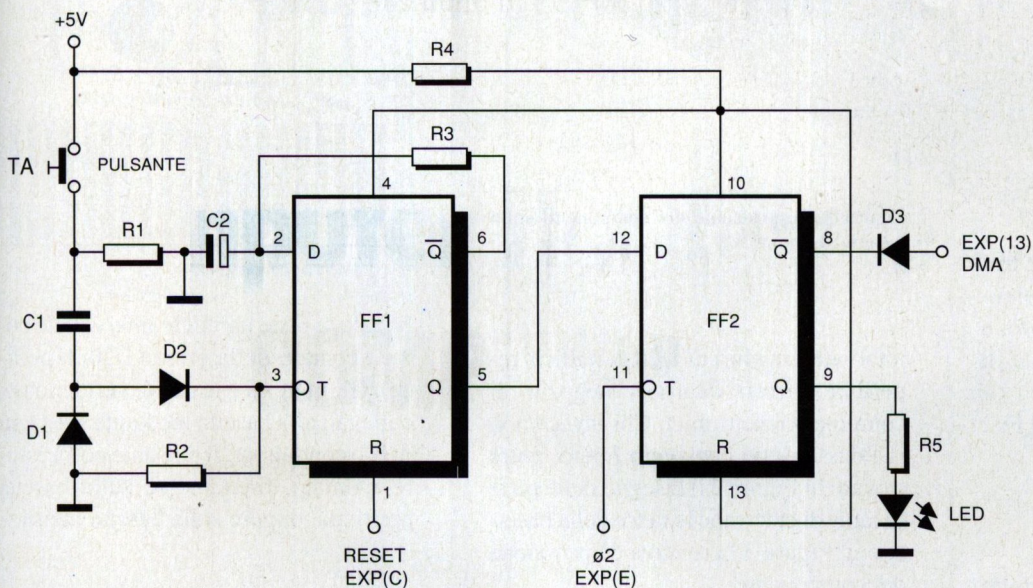 +5V
R4
R3
TA
PULSANTE
4
10
R1
C2
2
D
Q
6
12
D
Q
8
D3
EXP(13)
DMA
C1
FF1
FF2
D2
3
T
Q
5
11
T
Q
9
D1
R2
R
R
R5
1
13
LED
RESET
EXP(C)
ø2
EXP(E)